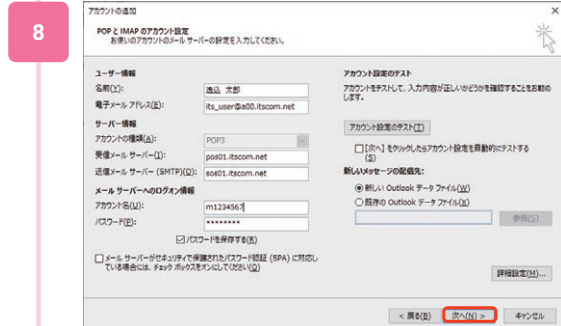 8
アカウントの追加
POP と IMAP のアカウント設定
お使いのアカウントのメール サーバーの設定を入力してください。
ユーザー情報
名前(Y):
逸込 太郎
電子メール アドレス(E):
its_user@a00.itscom.net
サーバー情報
アカウントの種類(A):
POP3
受信メール サーバー(I):
pos01.itscom.net
送信メール サーバー (SMTP)(O):
sos01.itscom.net
メール サーバーへのログオン情報
アカウント名(U):
m1234567
パスワード(P):
********
パスワードを保存する(R)
メール サーバーがセキュリティで保護されたパスワード認証 (SPA) に対応し
ている場合には、チェック ボックスをオンにしてください(Q)
アカウント設定のテスト
アカウントをテストして、入力内容が正しいかどうかを確認することをお勧め
します。
アカウント設定のテスト(T)
[次へ] をクリックしたらアカウント設定を自動的にテストする
(S)
新しいメッセージの配信先:
新しい Outlook データ ファイル(W)
既存の Outlook データ ファイル(X)
参照(S)
詳細設定(M)...
< 戻る(B)
次へ(N) >
キャンセル